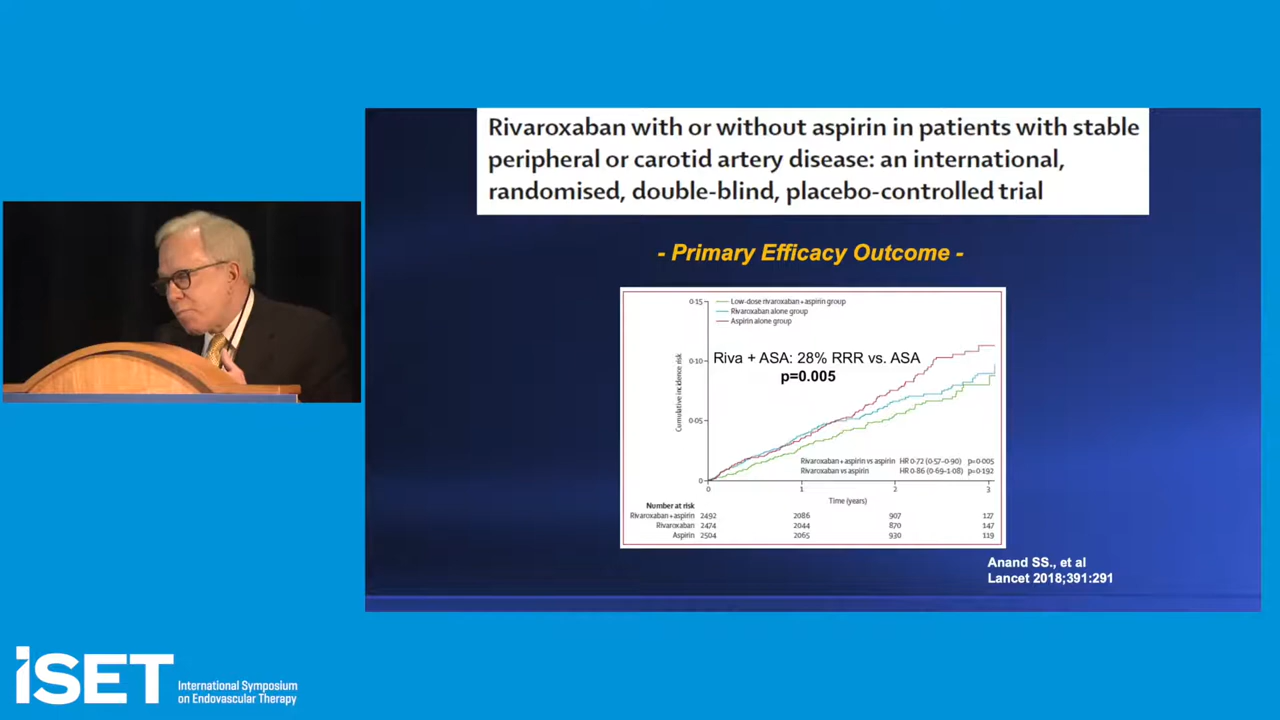 Rivaroxaban with or without aspirin in patients with stable
peripheral or carotid artery disease: an international,
randomised, double-blind, placebo-controlled trial
- Primary Efficacy Outcome -
0·15
0·10
0·05
0
Cumulative incidence risk
Low-dose rivaroxaban+aspirin group
Rivaroxaban alone group
Aspirin alone group
Riva + ASA: 28% RRR vs. ASA
p=0.005
Rivaroxaban+aspirin vs aspirin HR 0·72 (0·57–0·90) p=0·005
Rivaroxaban vs aspirin HR 0·86 (0·69–1·08) p=0·192
0 1 2 3
Time (years)
Number at risk
Rivaroxaban+aspirin 2492 2086 907 127
Rivaroxaban 2474 2044 870 147
Aspirin 2504 2065 930 119
Anand SS., et al
Lancet 2018;391:291
iSET
International Symposium
on Endovascular Therapy